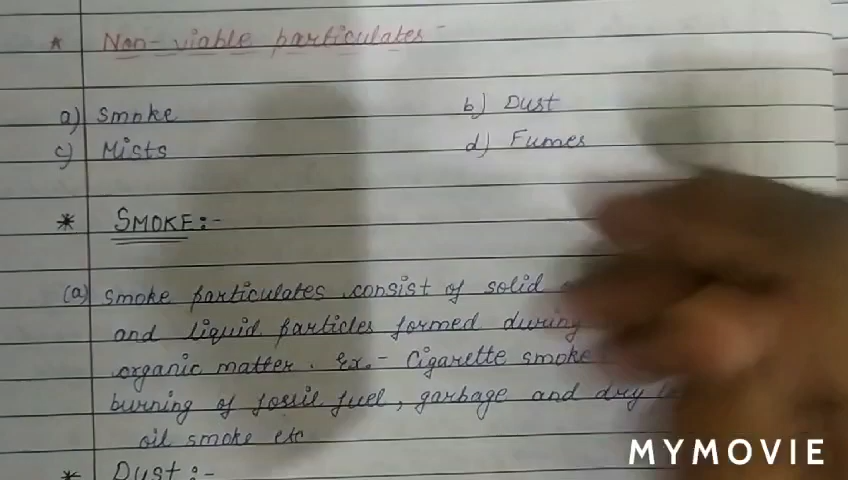 * Non-viable particulates -
a) Smoke b) Dust
c) Mists d) Fumes
* SMOKE:-
(a) Smoke particulates consist of solid
and liquid particles formed during
organic matter. Ex.- Cigarette smoke
burning of fossil fuel, garbage and dry
oil smoke etc
* Dust :-
MYMOVIE